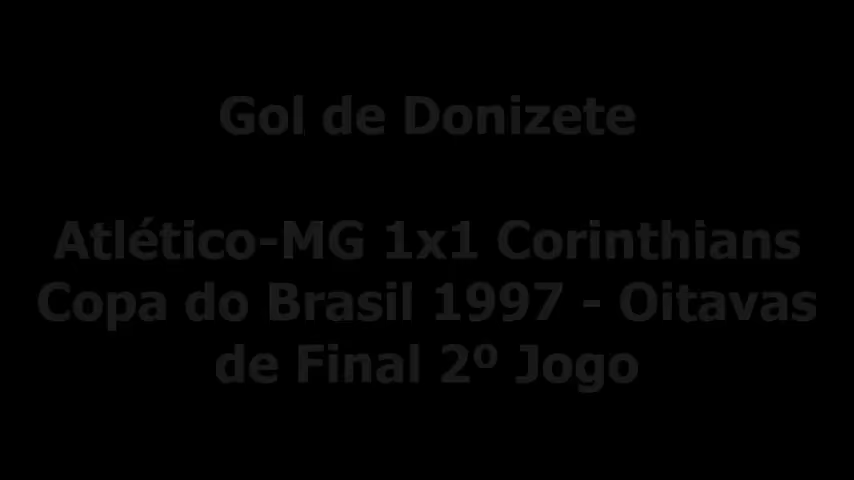 Gol de Donizete
Atlético-MG 1x1 Corinthians
Copa do Brasil 1997 - Oitavas
de Final 2º Jogo